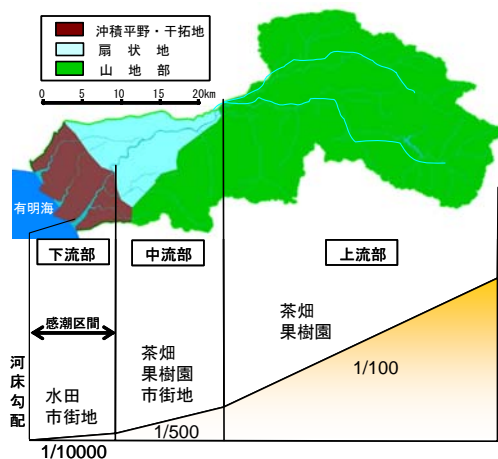 沖積平野・干拓地
扇 状 地
山 地 部
0 5 10 20km
有明海
下流部
中流部
上流部
感潮区間
茶畑
果樹園
茶畑
果樹園
市街地
水田
市街地
河床勾配
1/100
1/500
1/10000